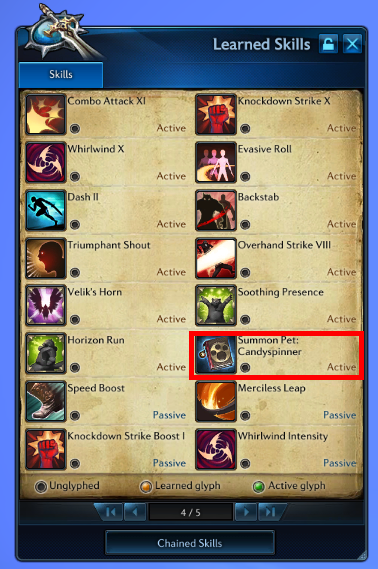 Learned Skills
Skills
Combo Attack XI
Active
Knockdown Strike X
Active
Whirlwind X
Active
Evasive Roll
Active
Dash II
Active
Backstab
Active
Triumphant Shout
Active
Overhand Strike VIII
Active
Velik's Horn
Active
Soothing Presence
Active
Horizon Run
Active
Summon Pet:
Candyspinner
Active
Speed Boost
Passive
Merciless Leap
Passive
Knockdown Strike Boost I
Passive
Whirlwind Intensity
Passive
Unglyphed
Learned glyph
Active glyph
4 / 5
Chained Skills